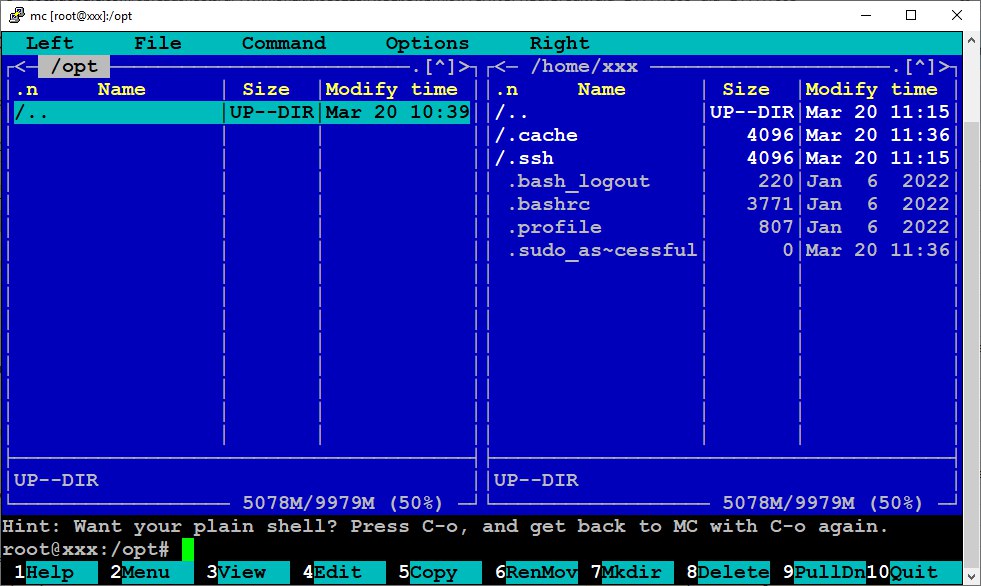 mc [root@xxx]:/opt
Left File Command Options Right
<─ /opt .[^]> <─ /home/xxx .[^]>
.n Name Size Modify time .n Name Size Modify time
/.. UP--DIR Mar 20 10:39 /.. UP--DIR Mar 20 11:15
/.cache 4096 Mar 20 11:36
/.ssh 4096 Mar 20 11:15
.bash_logout 220 Jan 6 2022
.bashrc 3771 Jan 6 2022
.profile 807 Jan 6 2022
.sudo_as~cessful 0 Mar 20 11:36
UP--DIR UP--DIR
5078M/9979M (50%) 5078M/9979M (50%)
Hint: Want your plain shell? Press C-o, and get back to MC with C-o again.
root@xxx:/opt#
1Help 2Menu 3View 4Edit 5Copy 6RenMov 7Mkdir 8Delete 9PullDn 10Quit